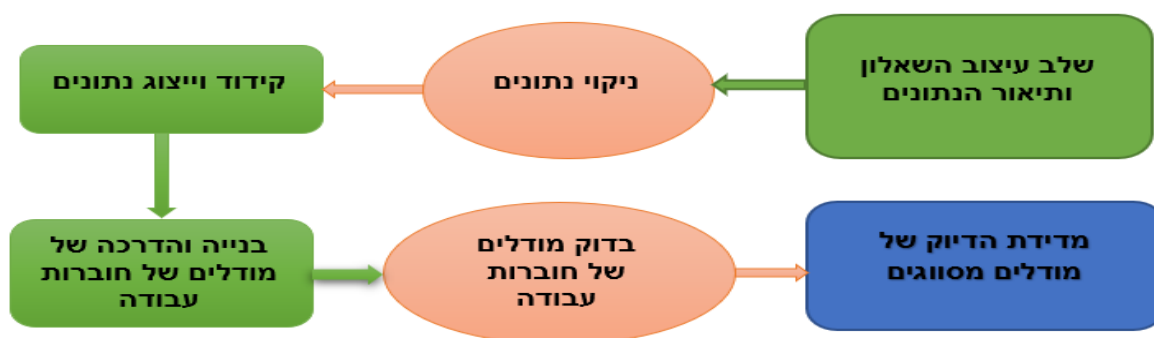 שלב עיצוב השאלון
ותיאור הנתונים
ניקוי נתונים
קידוד וייצוג נתונים
בנייה והדרכה של
מודלים של חוברות
עבודה
בדוק מודלים
של חוברות
עבודה
מדידת הדיוק של
מודלים מסווגים